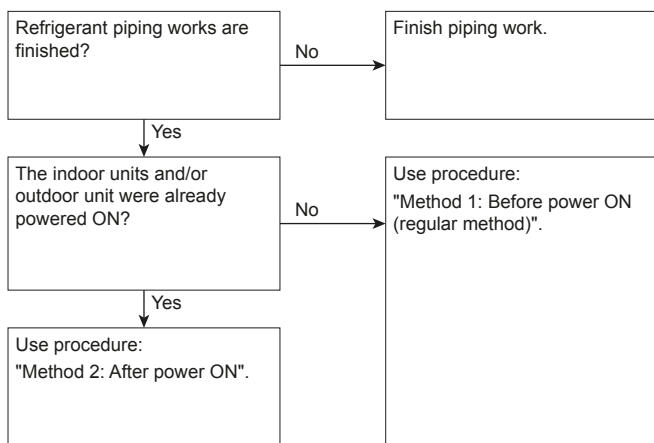 Refrigerant piping works are
finished?
No
Finish piping work.
Yes
The indoor units and/or
outdoor unit were already
powered ON?
No
Use procedure:
"Method 1: Before power ON
(regular method)".
Yes
Use procedure:
"Method 2: After power ON".